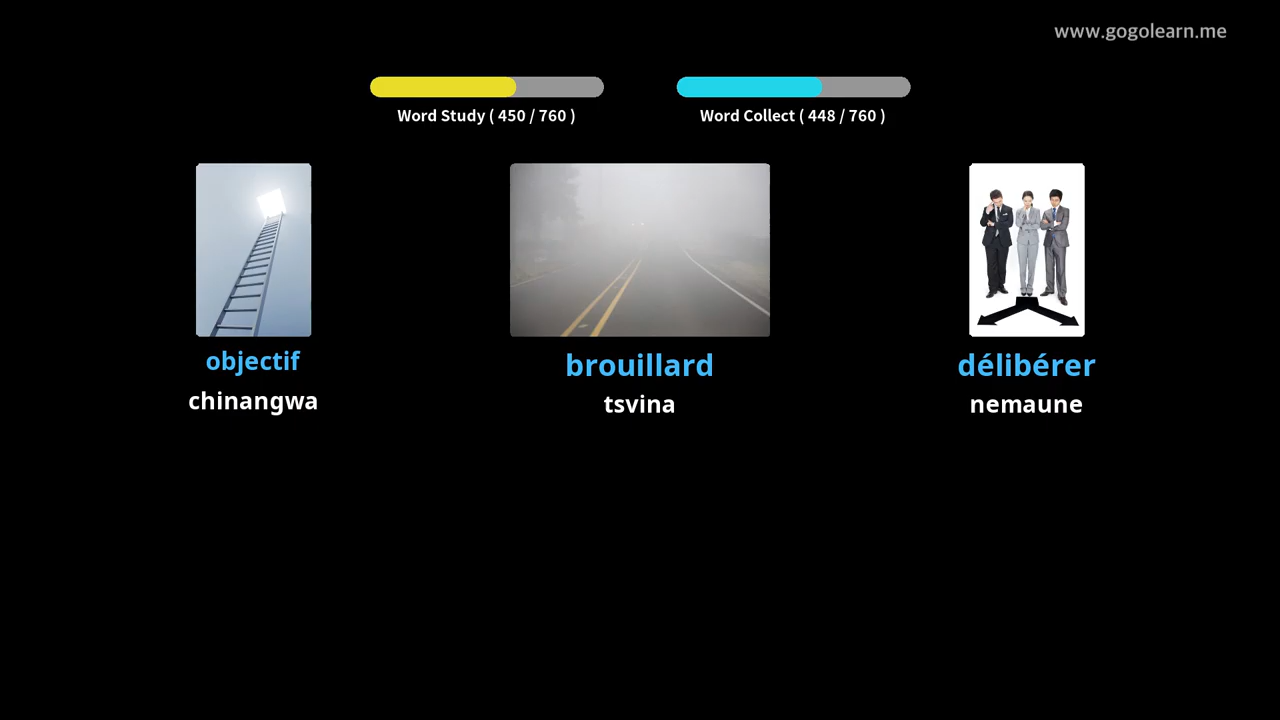 www.gogolearn.me
Word Study ( 450 / 760 )
Word Collect ( 448 / 760 )
objectif
chinangwa
brouillard
tsvina
délibérer
nemaune